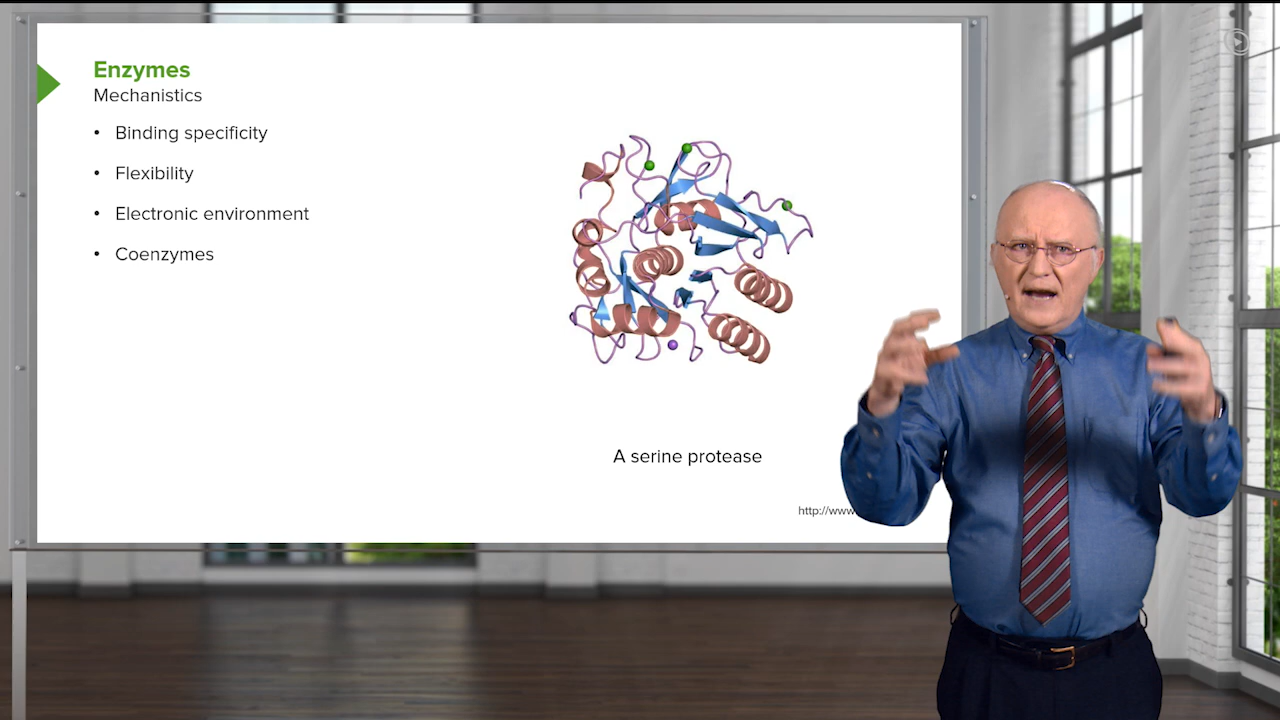 Enzymes
Mechanistics
• Binding specificity
• Flexibility
• Electronic environment
• Coenzymes
A serine protease
http://www